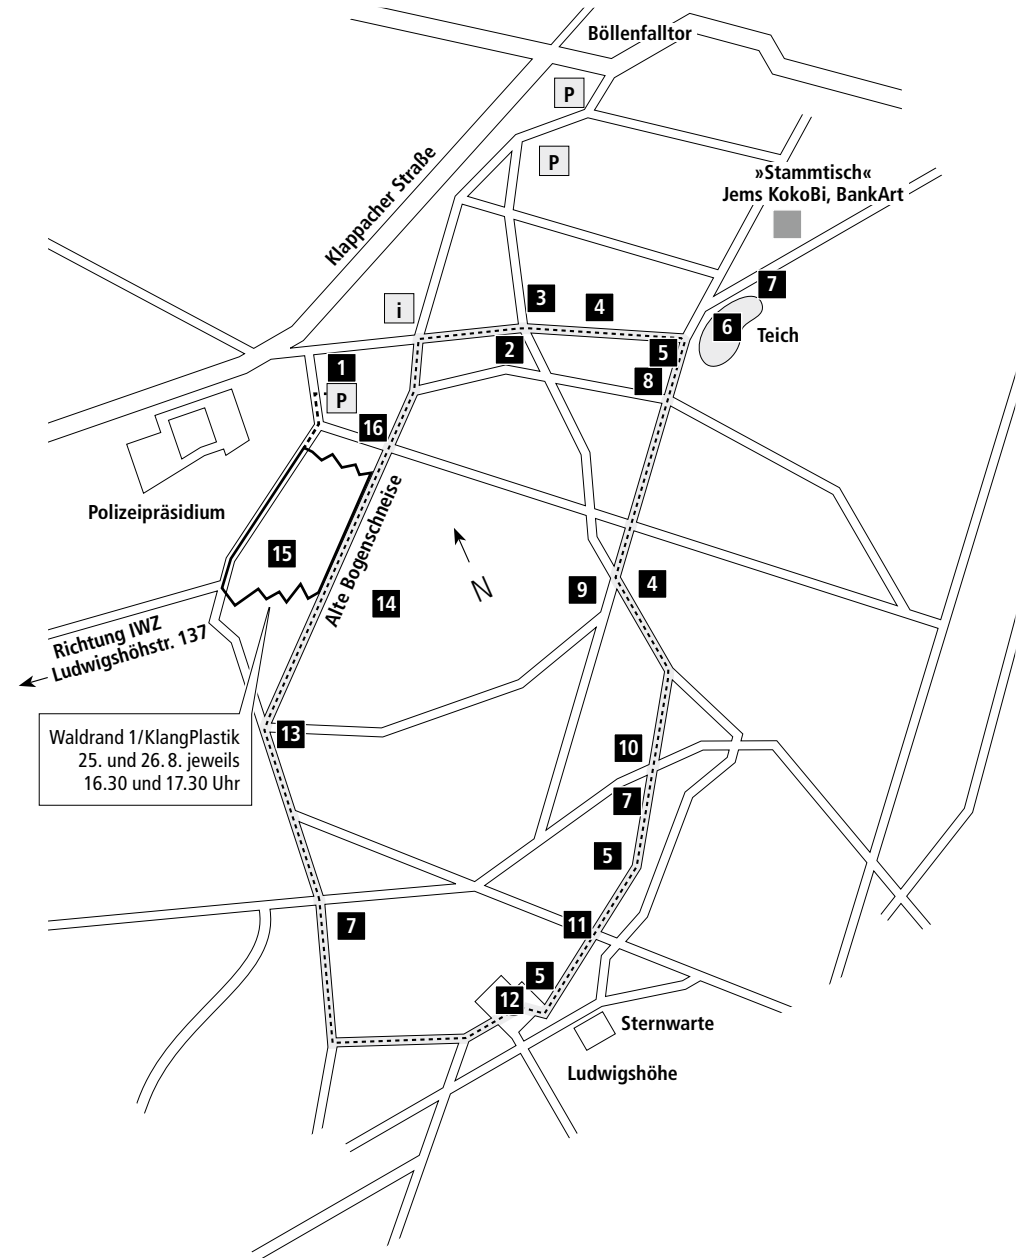 Böllenfalltor
P
Klappacher Straße
P
»Stammtisch«
Jems KokoBi, BankArt
7
3
4
i
6
Teich
2
5
1
8
P
16
Polizeipräsidium
Alte Bogenschneise
15
N
9
4
14
Richtung IWZ
Ludwigshöhstr. 137
13
Waldrand 1/KlangPlastik
25. und 26. 8. jeweils
16.30 und 17.30 Uhr
10
7
5
7
11
5
12
Sternwarte
Ludwigshöhe